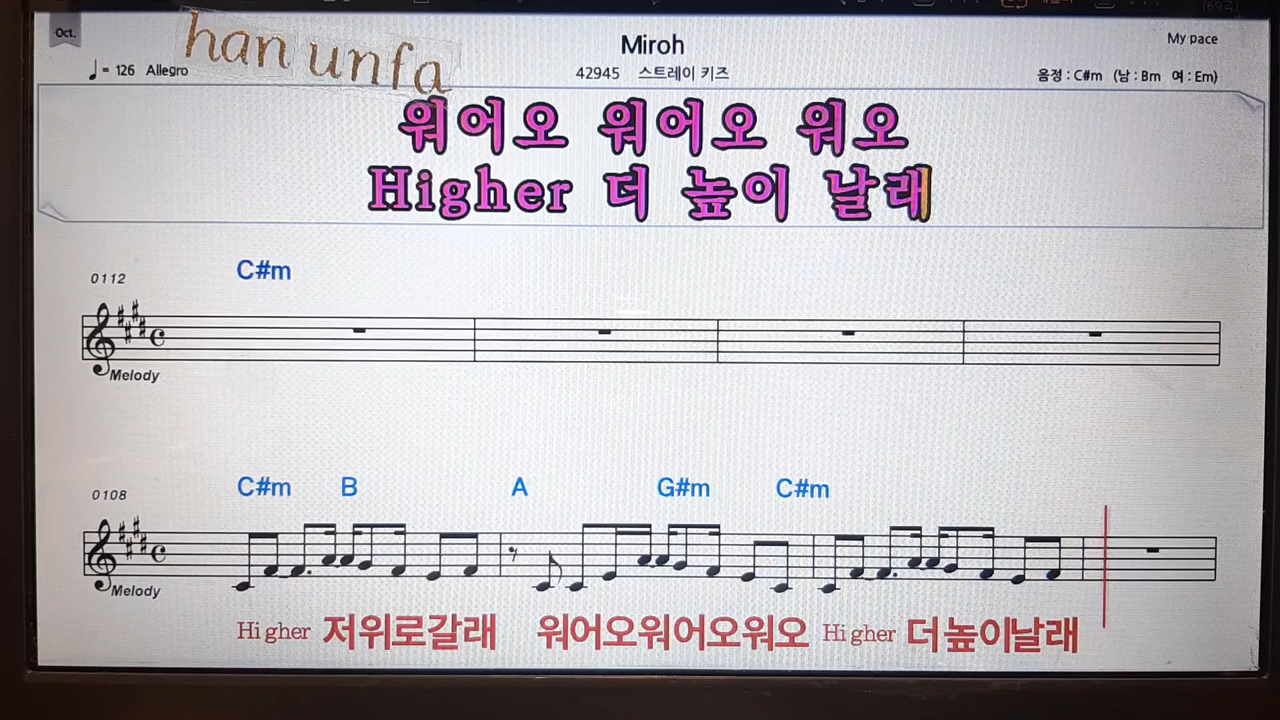 (69곡)
Oct.
han unfa
Miroh
My pace
♩= 126 Allegro
42945 스트레이 키즈
음정 : C#m (남 : Bm 여 : Em)
워어오 워어오 워오
Higher 더 높이 날래
0112
C#m
Melody
0108
C#m B A G#m C#m
Melody
Higher 저위로갈래 워어오워어오워오 Higher 더높이날래